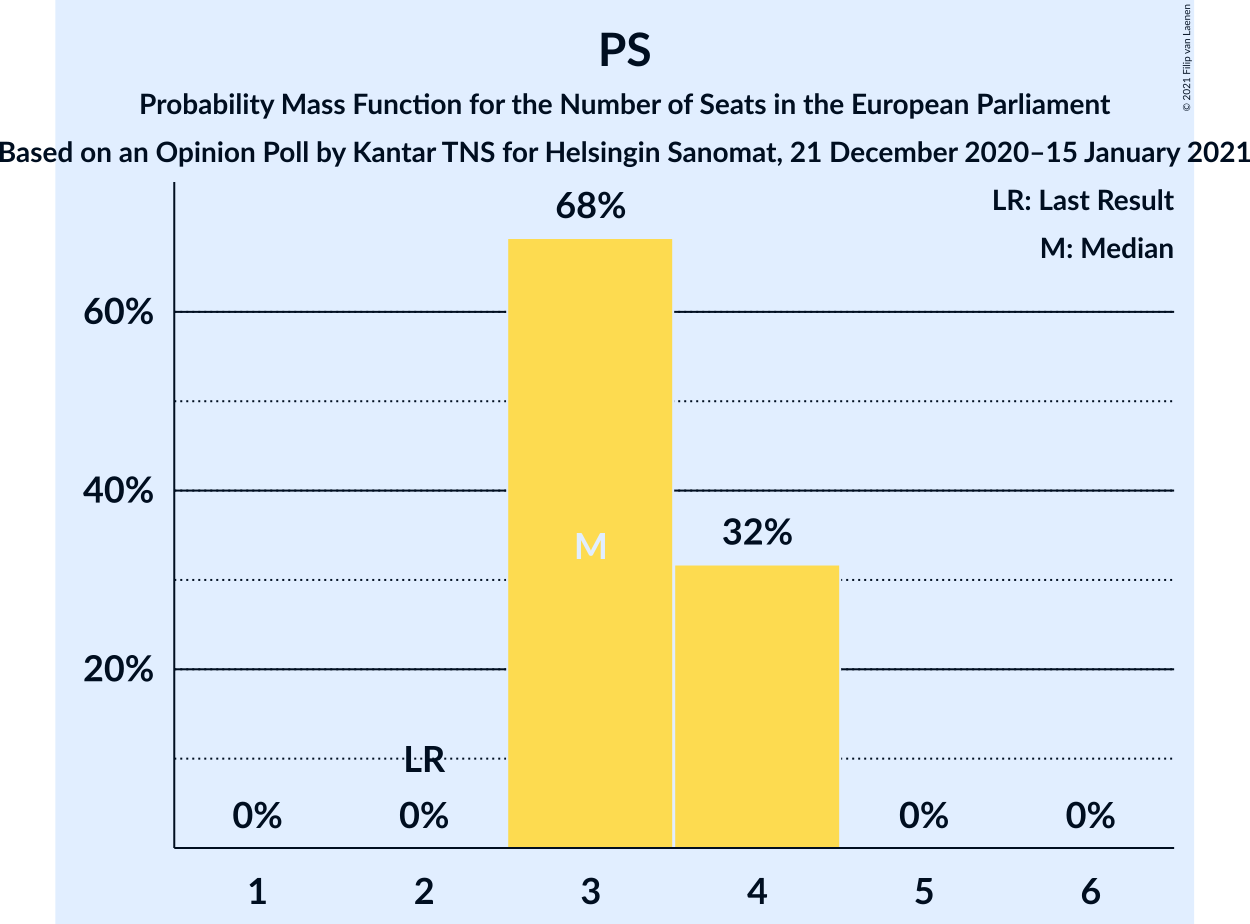 PS
Probability Mass Function for the Number of Seats in the European Parliament
Based on an Opinion Poll by Kantar TNS for Helsingin Sanomat, 21 December 2020–15 January 2021
© 2021 Filip van Laenen
LR: Last Result
M: Median
68%
60%
40%
32%
M
20%
LR
0% 0% 0% 0%
1 2 3 4 5 6